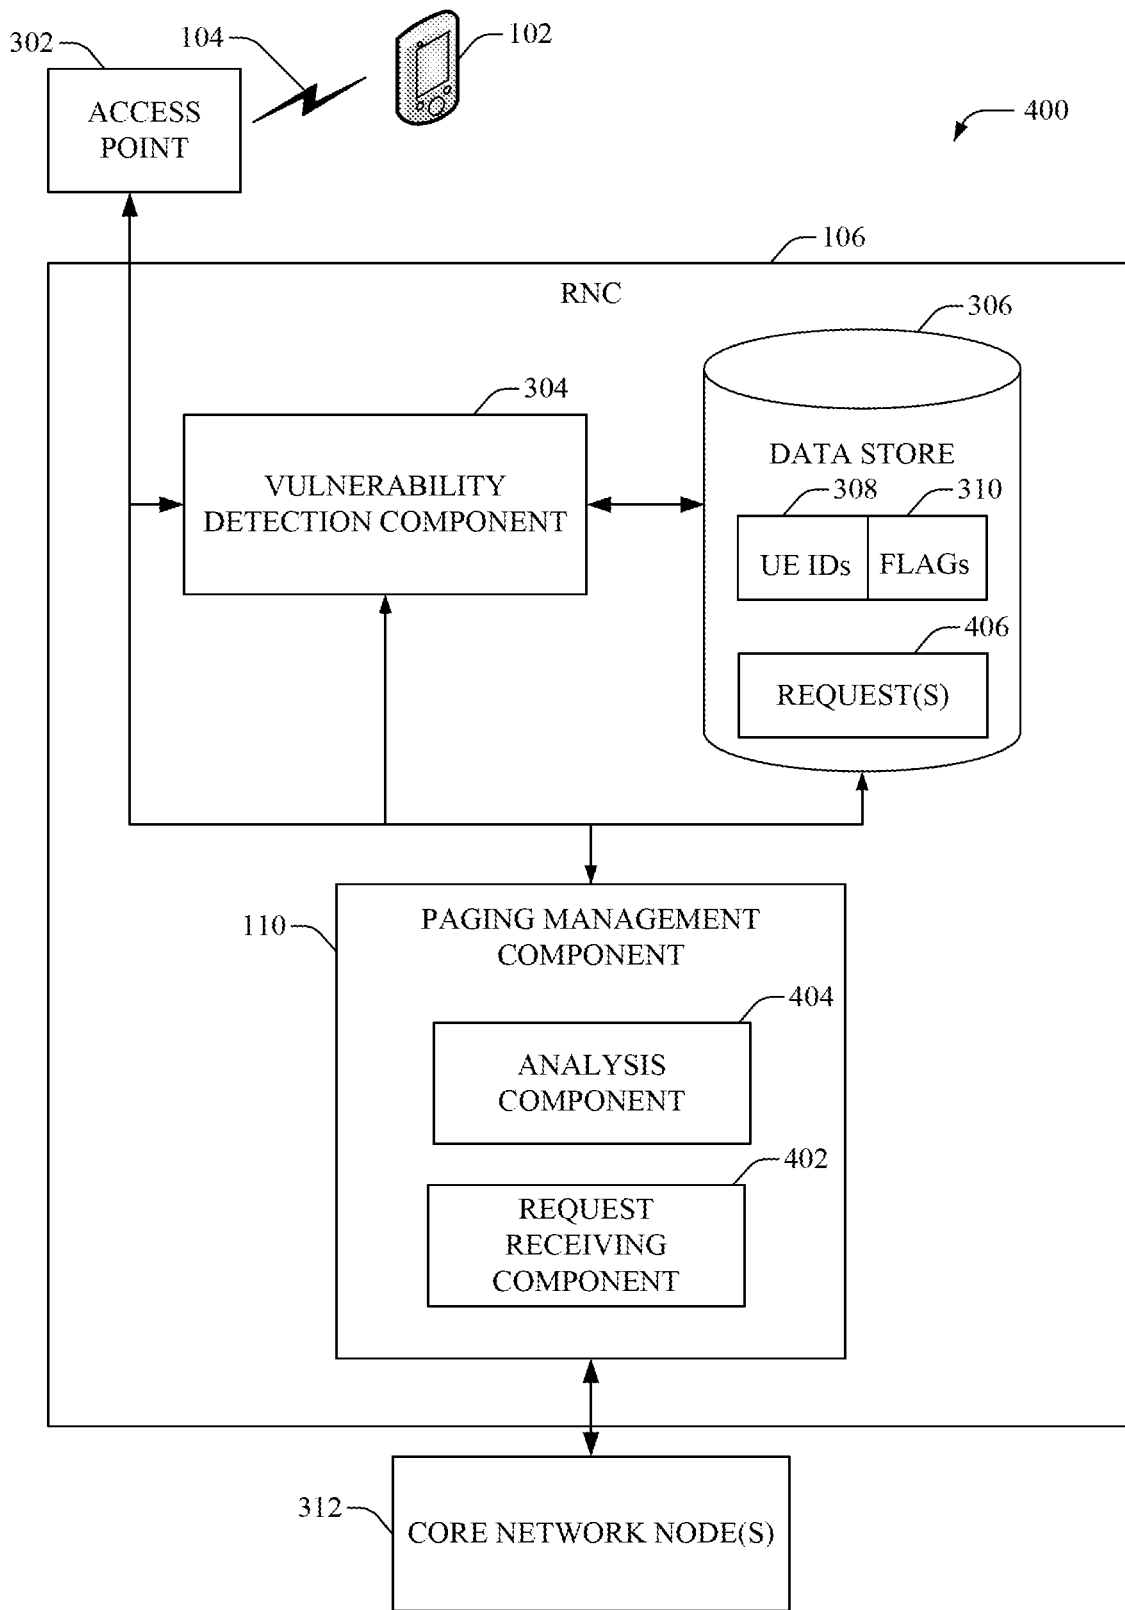 302
104
102
ACCESS
POINT
400
106
RNC
306
304
DATA STORE
VULNERABILITY
DETECTION COMPONENT
308
310
UE IDs
FLAGs
406
REQUEST(S)
110
PAGING MANAGEMENT
COMPONENT
404
ANALYSIS
COMPONENT
402
REQUEST
RECEIVING
COMPONENT
312
CORE NETWORK NODE(S)